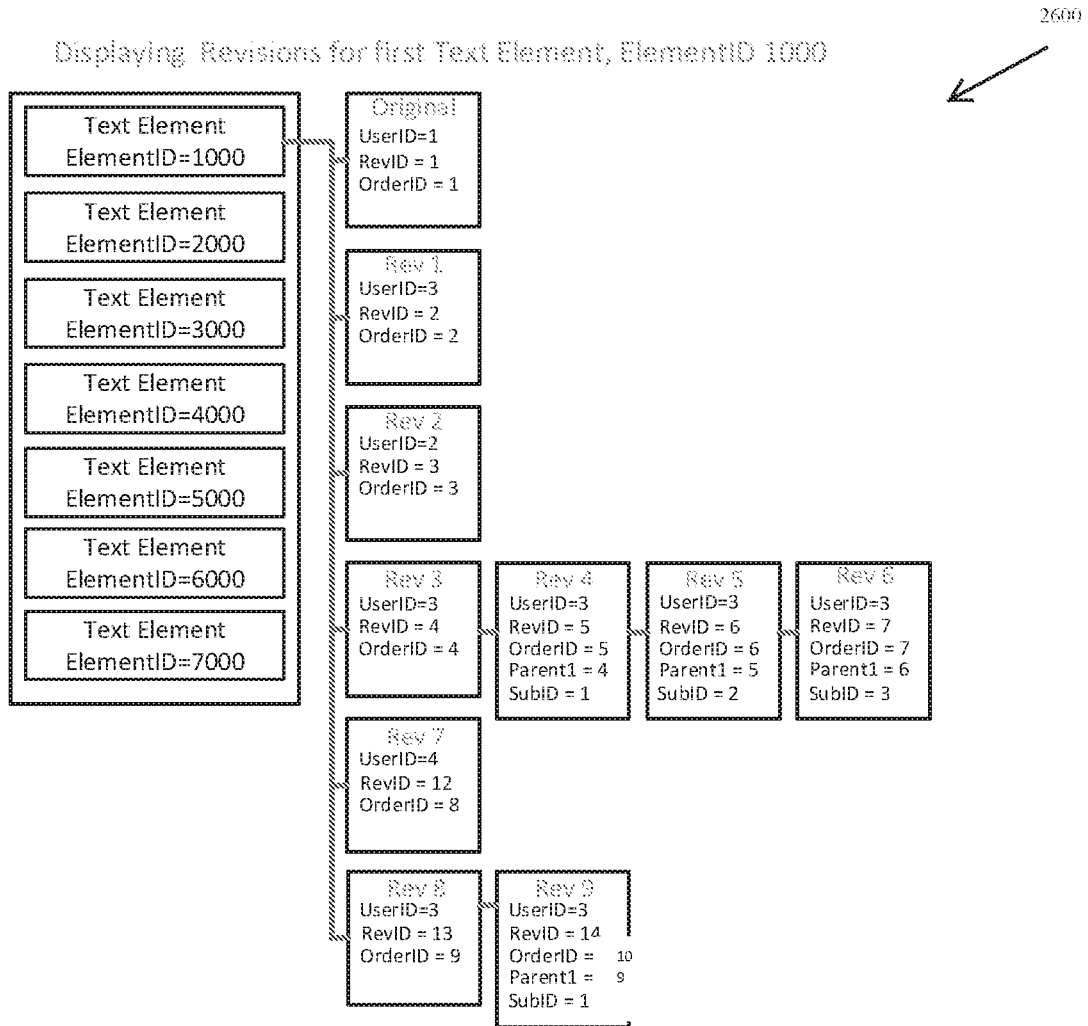 2600
Displaying Revisions for first Text Element, ElementID 1000
Text Element
ElementID=1000
Text Element
ElementID=2000
Text Element
ElementID=3000
Text Element
ElementID=4000
Text Element
ElementID=5000
Text Element
ElementID=6000
Text Element
ElementID=7000
Original
UserID=1
RevID = 1
OrderID = 1
Rev 1
UserID=3
RevID = 2
OrderID = 2
Rev 2
UserID=2
RevID = 3
OrderID = 3
Rev 3
UserID=3
RevID = 4
OrderID = 4
Rev 4
UserID=3
RevID = 5
OrderID = 5
Parent1 = 4
SubID = 1
Rev 5
UserID=3
RevID = 6
OrderID = 6
Parent1 = 5
SubID = 2
Rev 6
UserID=3
RevID = 7
OrderID = 7
Parent1 = 6
SubID = 3
Rev 7
UserID=4
RevID = 12
OrderID = 8
Rev 8
UserID=3
RevID = 13
OrderID = 9
Rev 9
UserID=3
RevID = 14
OrderID = 10
Parent1 = 9
SubID = 1